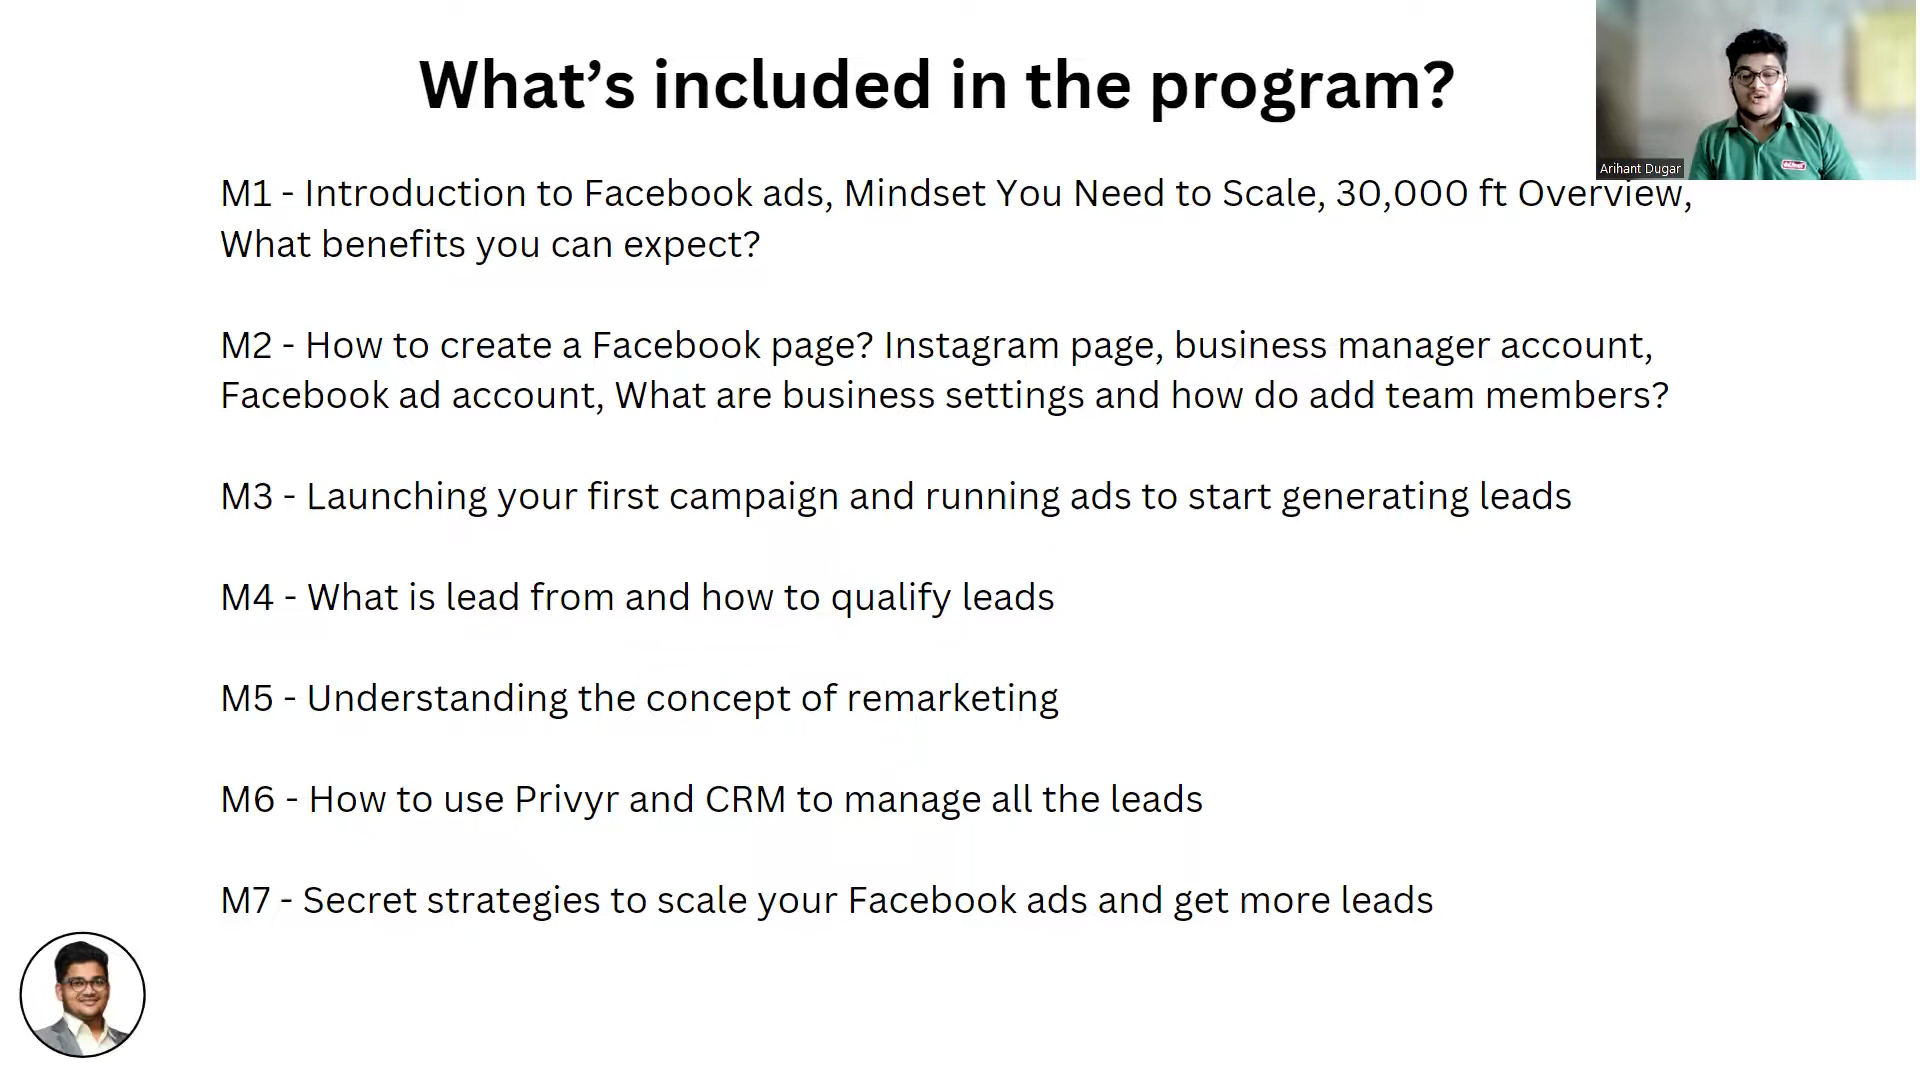 What’s included in the program?
Arihant Dugar
M1 - Introduction to Facebook ads, Mindset You Need to Scale, 30,000 ft Overview,
What benefits you can expect?
M2 - How to create a Facebook page? Instagram page, business manager account,
Facebook ad account, What are business settings and how do add team members?
M3 - Launching your first campaign and running ads to start generating leads
M4 - What is lead from and how to qualify leads
M5 - Understanding the concept of remarketing
M6 - How to use Privyr and CRM to manage all the leads
M7 - Secret strategies to scale your Facebook ads and get more leads